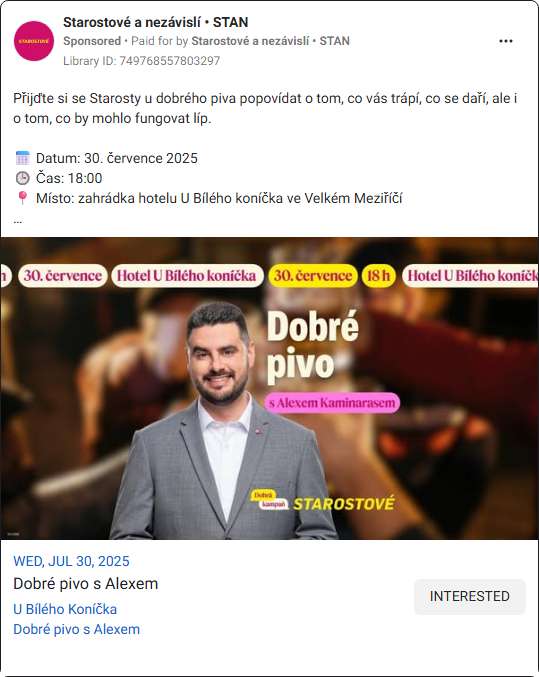 Starostové a nezávislí • STAN
Sponsored • Paid for by Starostové a nezávislí • STAN
Library ID: 749768557803297
STAROSTOVÉ
Přijďte si se Starosty u dobrého piva popovídat o tom, co vás trápí, co se daří, ale i
o tom, co by mohlo fungovat líp.
Datum: 30. července 2025
Čas: 18:00
Místo: zahrádka hotelu U Bílého koníčka ve Velkém Meziříčí
...
h 30. července Hotel U Bílého koníčka 30. července 18 h Hotel U Bílého koníčk
Dobré
pivo
s Alexem Kaminarasem
Dobrá
kampaň
STAROSTOVÉ
WED, JUL 30, 2025
Dobré pivo s Alexem
U Bílého Koníčka
Dobré pivo s Alexem
INTERESTED